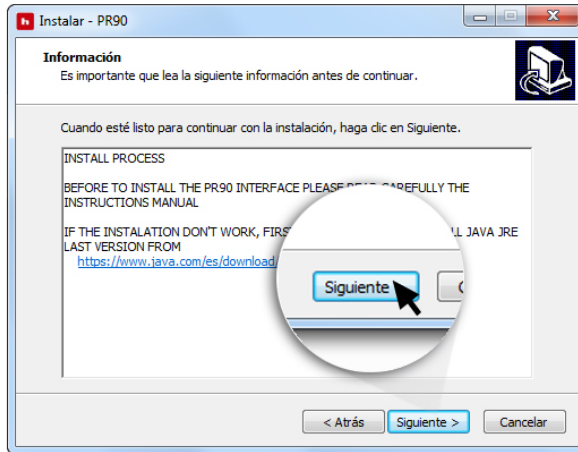 Instalar - PR90
Información
Es importante que lea la siguiente información antes de continuar.
Cuando esté listo para continuar con la instalación, haga clic en Siguiente.
INSTALL PROCESS
BEFORE TO INSTALL THE PR90 INTERFACE PLEASE READ CAREFULLY THE
INSTRUCTIONS MANUAL
IF THE INSTALATION DON'T WORK, FIRS JAVA JRE
LAST VERSION FROM
https://www.java.com/es/download
Siguiente
< Atrás Siguiente > Cancelar